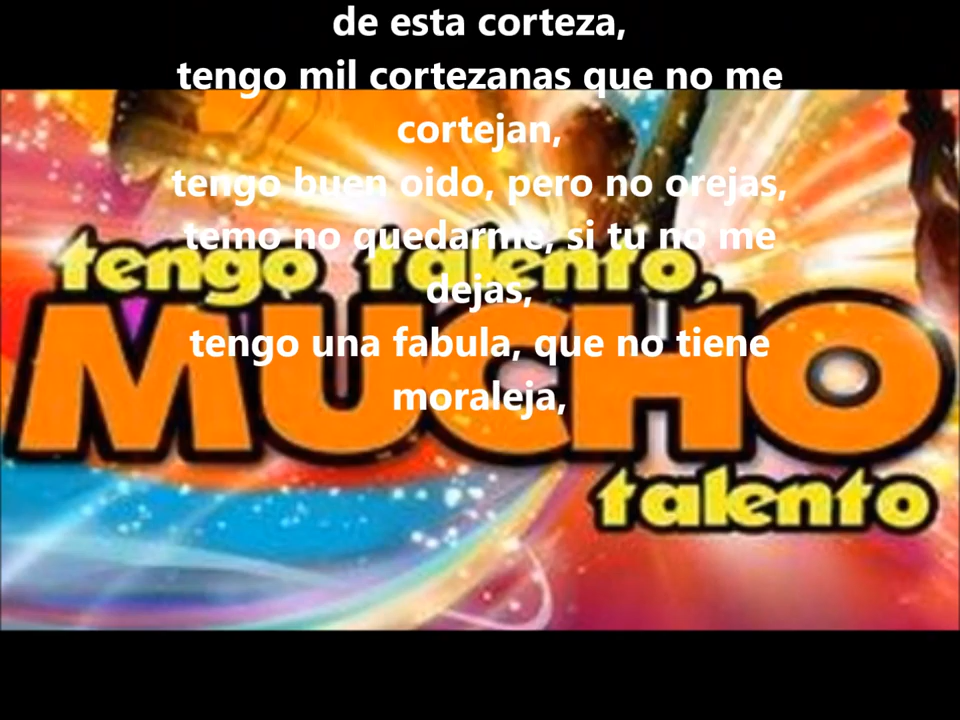 de esta corteza,
tengo mil cortezanas que no me
cortejan,
tengo buen oido, pero no orejas,
temo no quedarme, si tu no me
dejas,
tengo una fabula, que no tiene
moraleja,
tengo talento,
MUCHO
talento